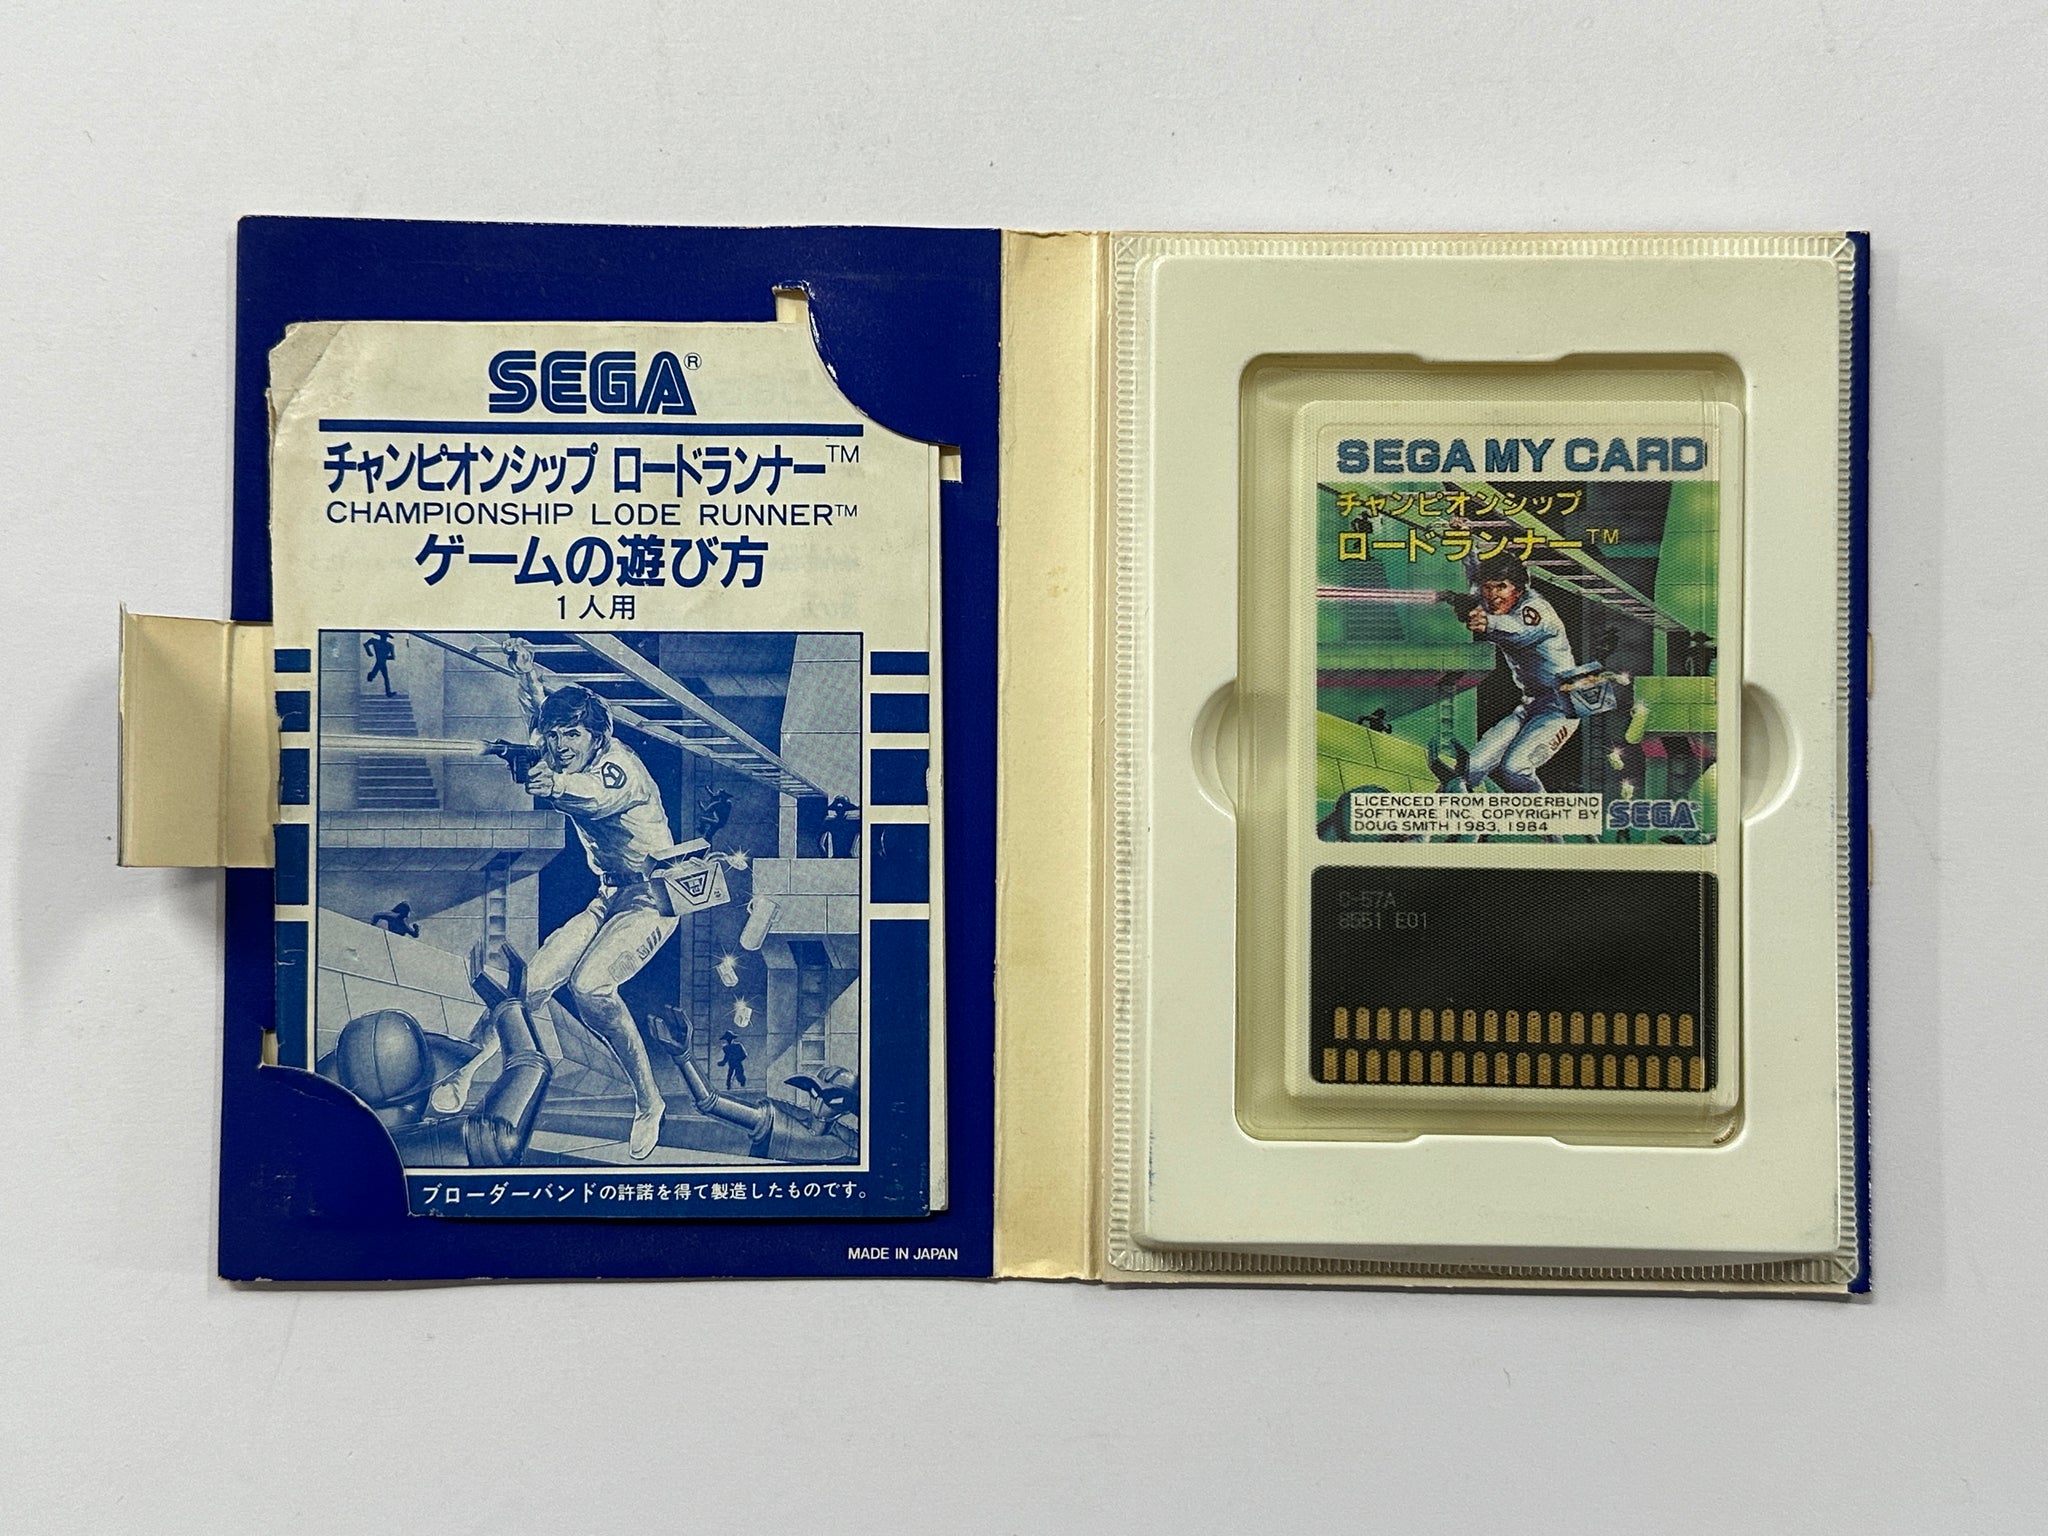 SEGA®
チャンピオンシップ ロードランナー™
CHAMPIONSHIP LODE RUNNER™
ゲームの遊び方
1人用
ブローダーバンドの許諾を得て製造したものです。
MADE IN JAPAN
SEGA MY CARD
チャンピオンシップ
ロードランナー™
LICENCED FROM BRODERBUND
SOFTWARE INC. COPYRIGHT BY
DOUG SMITH 1983, 1984
SEGA
S-57A
8551 E01